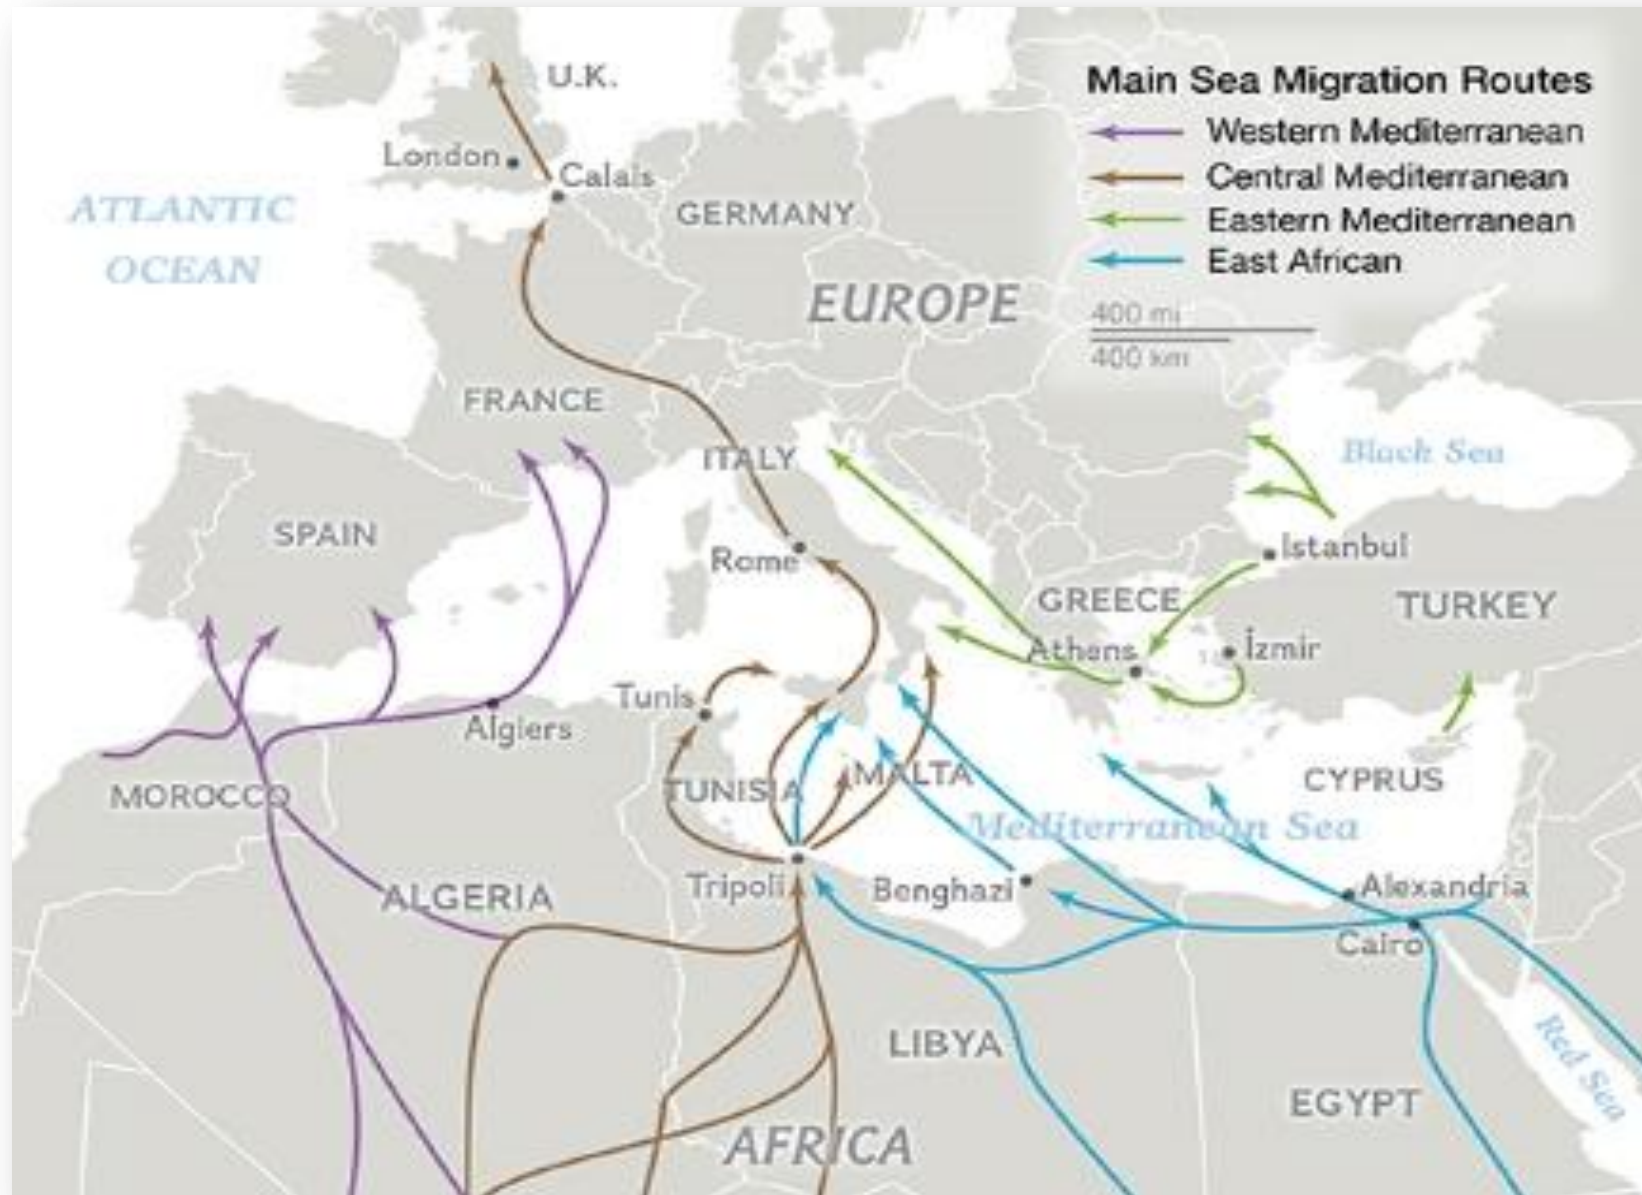 U.K.
London
Calais
ATLANTIC
OCEAN
GERMANY
EUROPE
Main Sea Migration Routes
Western Mediterranean
Central Mediterranean
Eastern Mediterranean
East African
400 mi
400 km
FRANCE
ITALY
Black Sea
SPAIN
Rome
Istanbul
GREECE
TURKEY
Athens
İzmir
Tunis
Algiers
MOROCCO
TUNISIA
MALTA
CYPRUS
Mediterranean Sea
ALGERIA
Tripoli
Benghazi
Alexandria
Cairo
LIBYA
Red Sea
EGYPT
AFRICA